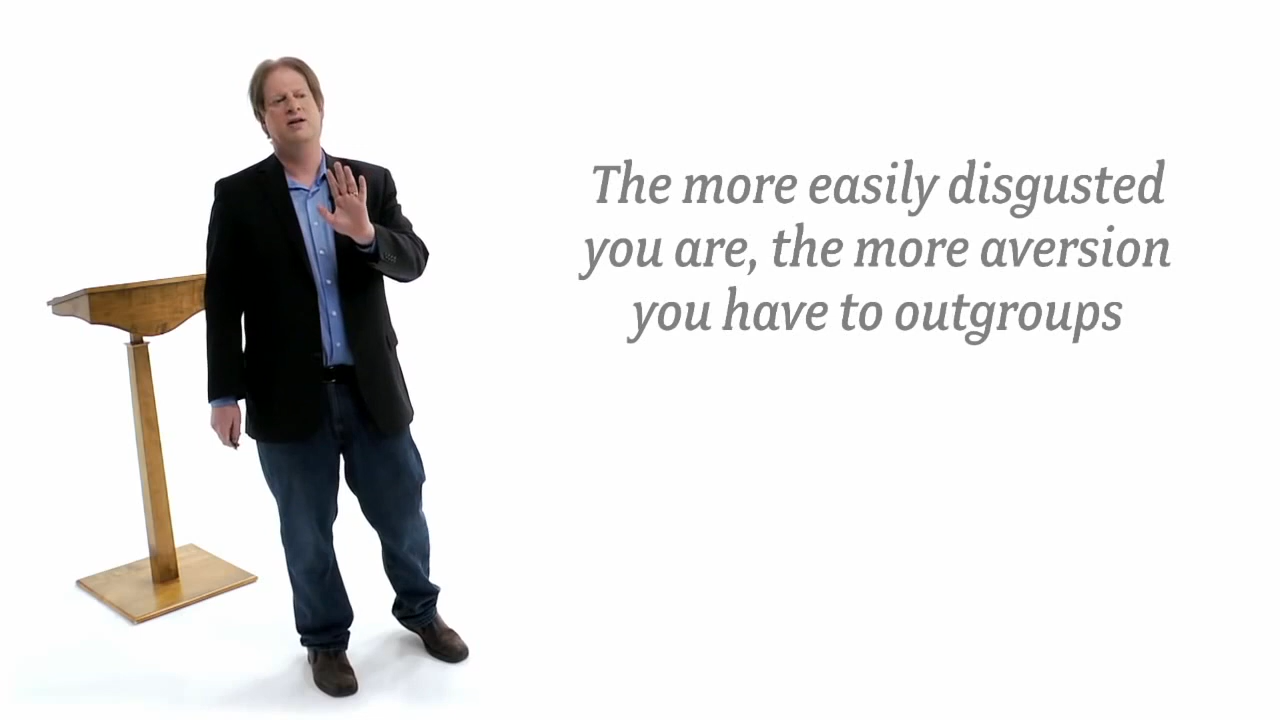 The more easily disgusted
you are, the more aversion
you have to outgroups